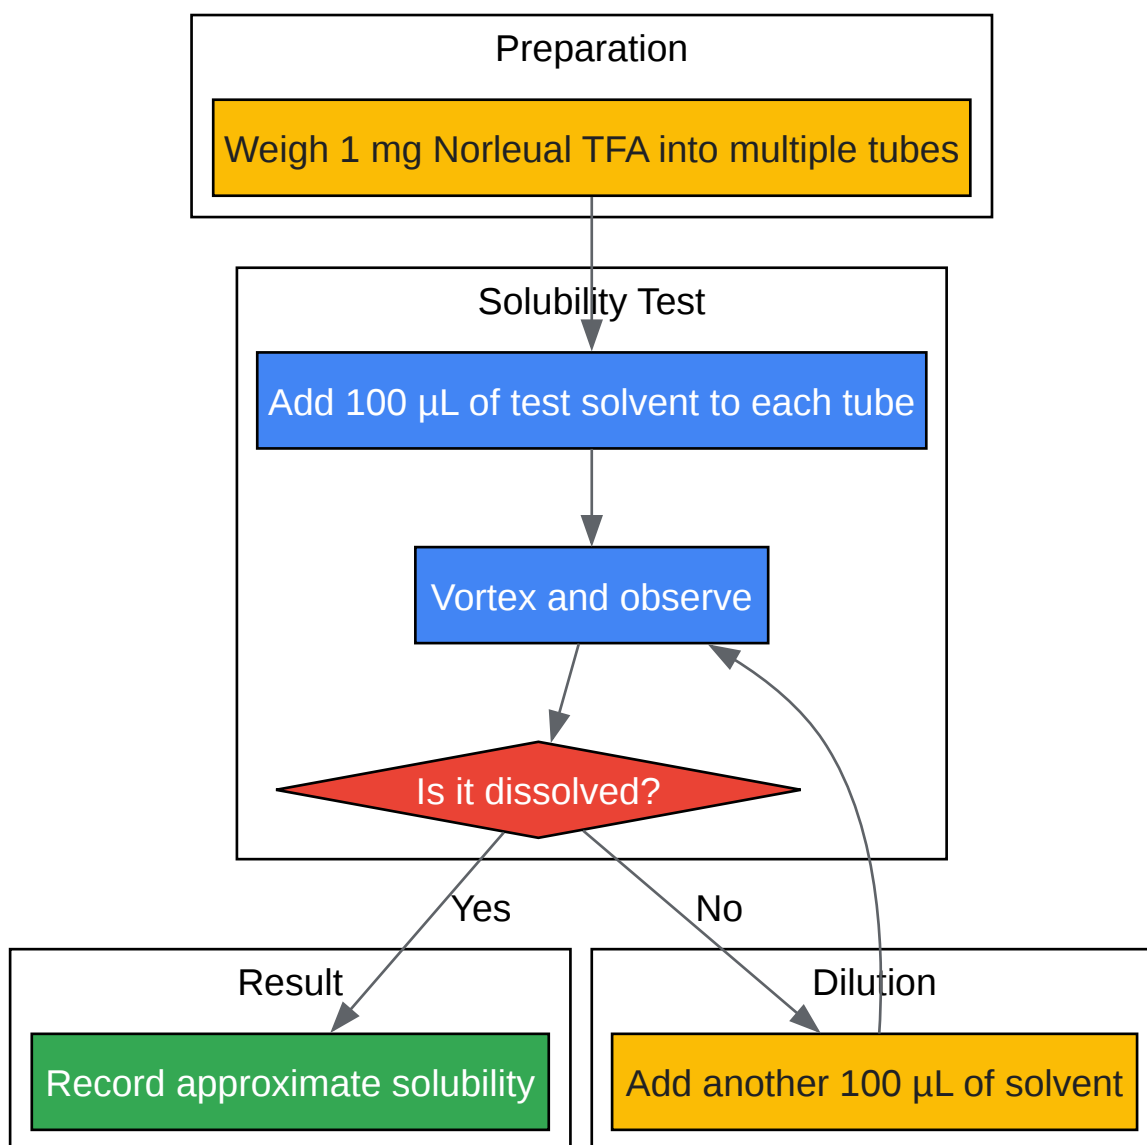 Preparation
Weigh 1 mg Norleual TFA into multiple tubes
Solubility Test
Add 100 µL of test solvent to each tube
Vortex and observe
Is it dissolved?
Yes
No
Result
Record approximate solubility
Dilution
Add another 100 µL of solvent